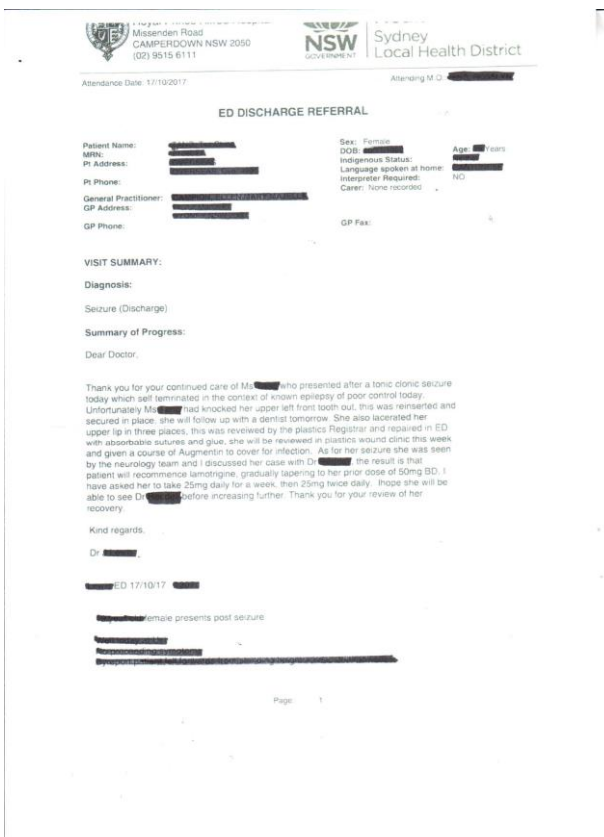 Missenden Road
CAMPERDOWN NSW 2050
(02) 9515 6111
NSW
GOVERNMENT
Sydney
Local Health District
Attendance Date: 17/10/2017
Attending M.O.:
ED DISCHARGE REFERRAL
Patient Name:
MRN:
Pt Address:
Pt Phone:
General Practitioner:
GP Address:
GP Phone:
Sex: Female
DOB:
Age: Years
Indigenous Status:
Language spoken at home:
Interpreter Required: NO
Carer: None recorded
GP Fax:
VISIT SUMMARY:
Diagnosis:
Seizure (Discharge)
Summary of Progress:
Dear Doctor,
Thank you for your continued care of Ms who presented after a tonic clonic seizure
today which self temrinated in the context of known epilepsy of poor control today.
Unfortunately Ms had knocked her upper left front tooth out, this was reinserted and
secured in place, she will follow up with a dentist tomorrow. She also lacerated her
upper lip in three places, this was reveiwed by the plastics Registrar and repaired in ED
with absorbable sutures and glue, she will be reviewed in plastics wound clinic this week
and given a course of Augmentin to cover for infection. As for her seizure she was seen
by the neurology team and I discussed her case with Dr , the result is that
patient will recommence lamotrigine, gradually tapering to her prior dose of 50mg BD. I
have asked her to take 25mg daily for a week, then 25mg twice daily. Ihope she will be
able to see Dr before increasing further. Thank you for your review of her
recovery.
Kind regards,
Dr ,
ED 17/10/17
female presents post seizure
Page: 1